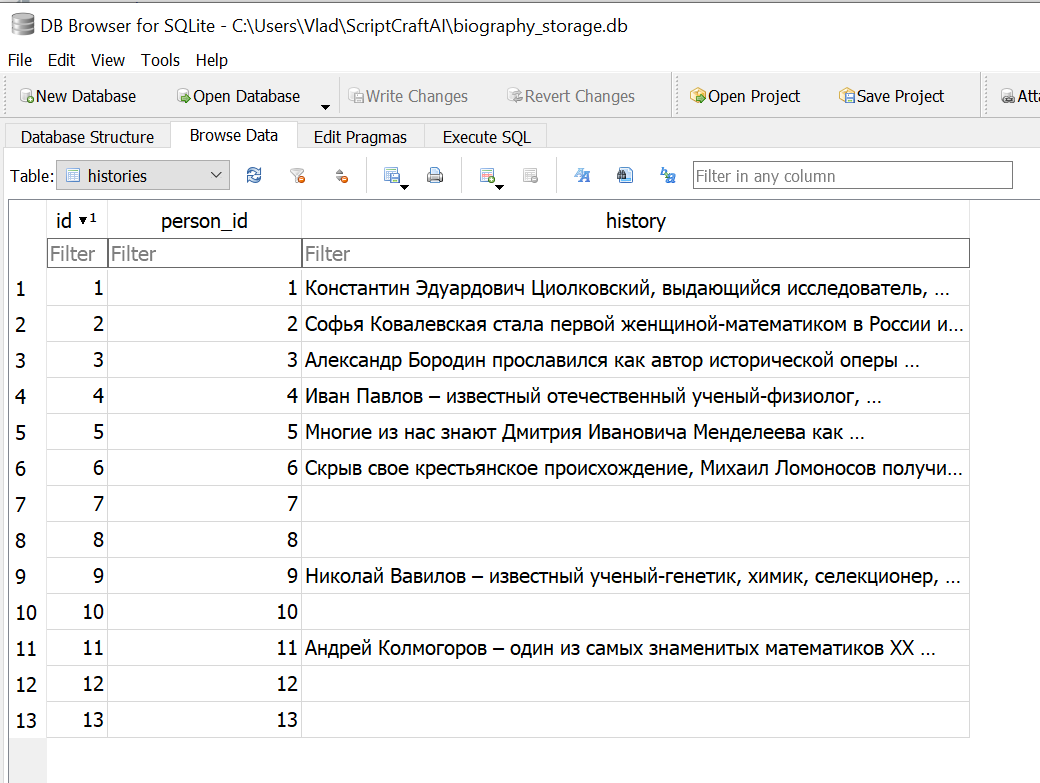 DB Browser for SQLite - C:\Users\Vlad\ScriptCraftAI\biography_storage.db
File Edit View Tools Help
New Database Open Database Write Changes Revert Changes Open Project Save Project Atta
Database Structure Browse Data Edit Pragmas Execute SQL
Table: histories Filter in any column
id 1 person_id history
Filter Filter Filter
1 1 1 Константин Эдуардович Циолковский, выдающийся исследователь, ...
2 2 2 Софья Ковалевская стала первой женщиной-математиком в России и...
3 3 3 Александр Бородин прославился как автор исторической оперы ...
4 4 4 Иван Павлов – известный отечественный ученый-физиолог, ...
5 5 5 Многие из нас знают Дмитрия Ивановича Менделеева как ...
6 6 6 Скрыв свое крестьянское происхождение, Михаил Ломоносов получи...
7 7 7
8 8 8
9 9 9 Николай Вавилов – известный ученый-генетик, химик, селекционер, ...
10 10 10
11 11 11 Андрей Колмогоров – один из самых знаменитых математиков XX ...
12 12 12
13 13 13